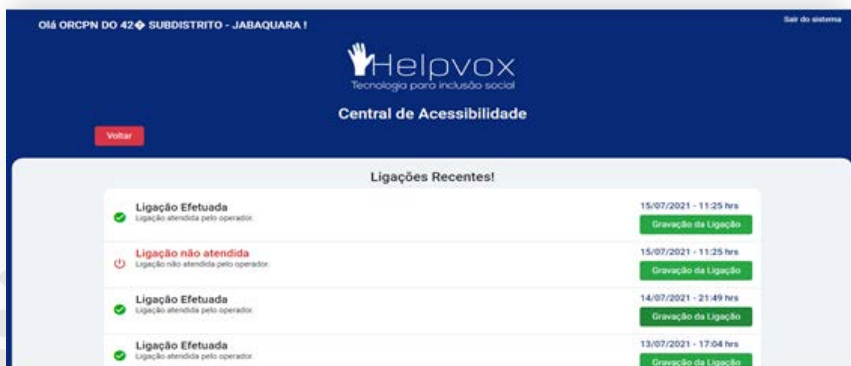 Olá ORCPN DO 42� SUBDISTRITO - JABAQUARA !
Sair do sistema
Helpvox
Tecnologia para inclusão social
Central de Acessibilidade
Voltar
Ligações Recentes!
Ligação Efetuada
15/07/2021 - 11:25 hrs
Ligação atendida pelo operador.
Gravação da Ligação
Ligação não atendida
15/07/2021 - 11:25 hrs
Ligação não atendida pelo operador.
Gravação da Ligação
Ligação Efetuada
14/07/2021 - 21:49 hrs
Ligação atendida pelo operador.
Gravação da Ligação
Ligação Efetuada
13/07/2021 - 17:04 hrs
Ligação atendida pelo operador.
Gravação da Ligação